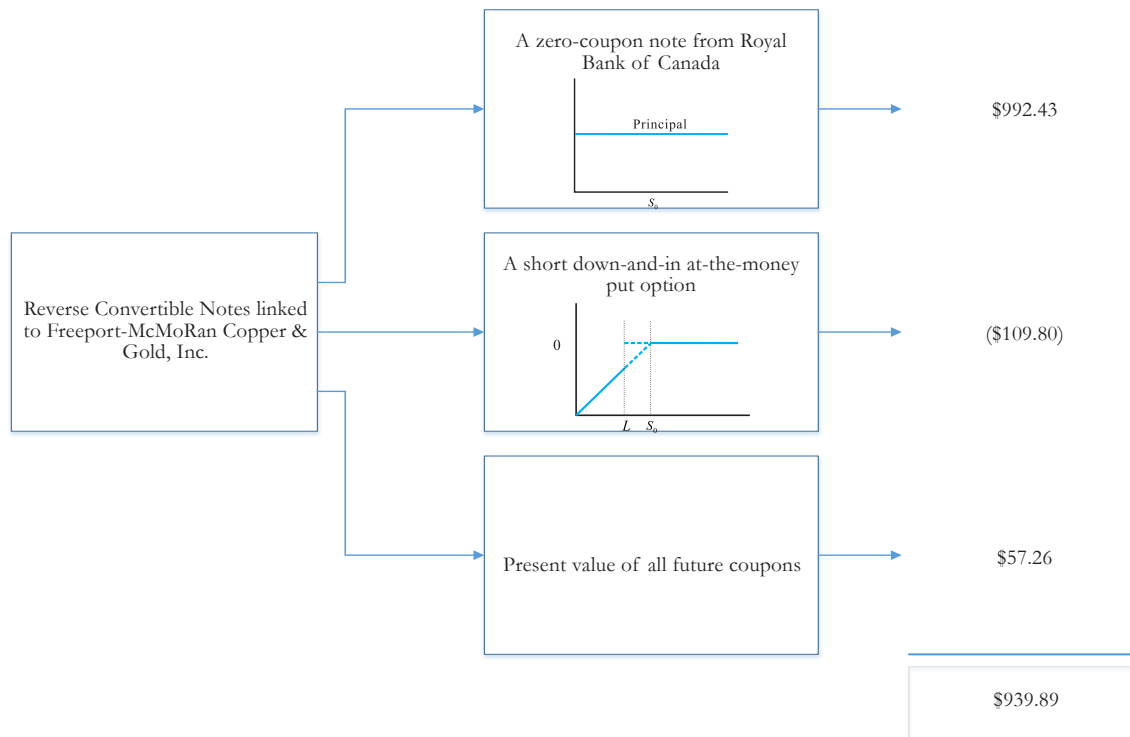 A zero-coupon note from Royal
Bank of Canada
Principal
S₀
$992.43
Reverse Convertible Notes linked
to Freeport-McMoRan Copper &
Gold, Inc.
A short down-and-in at-the-money
put option
0
L S₀
($109.80)
Present value of all future coupons
$57.26
$939.89